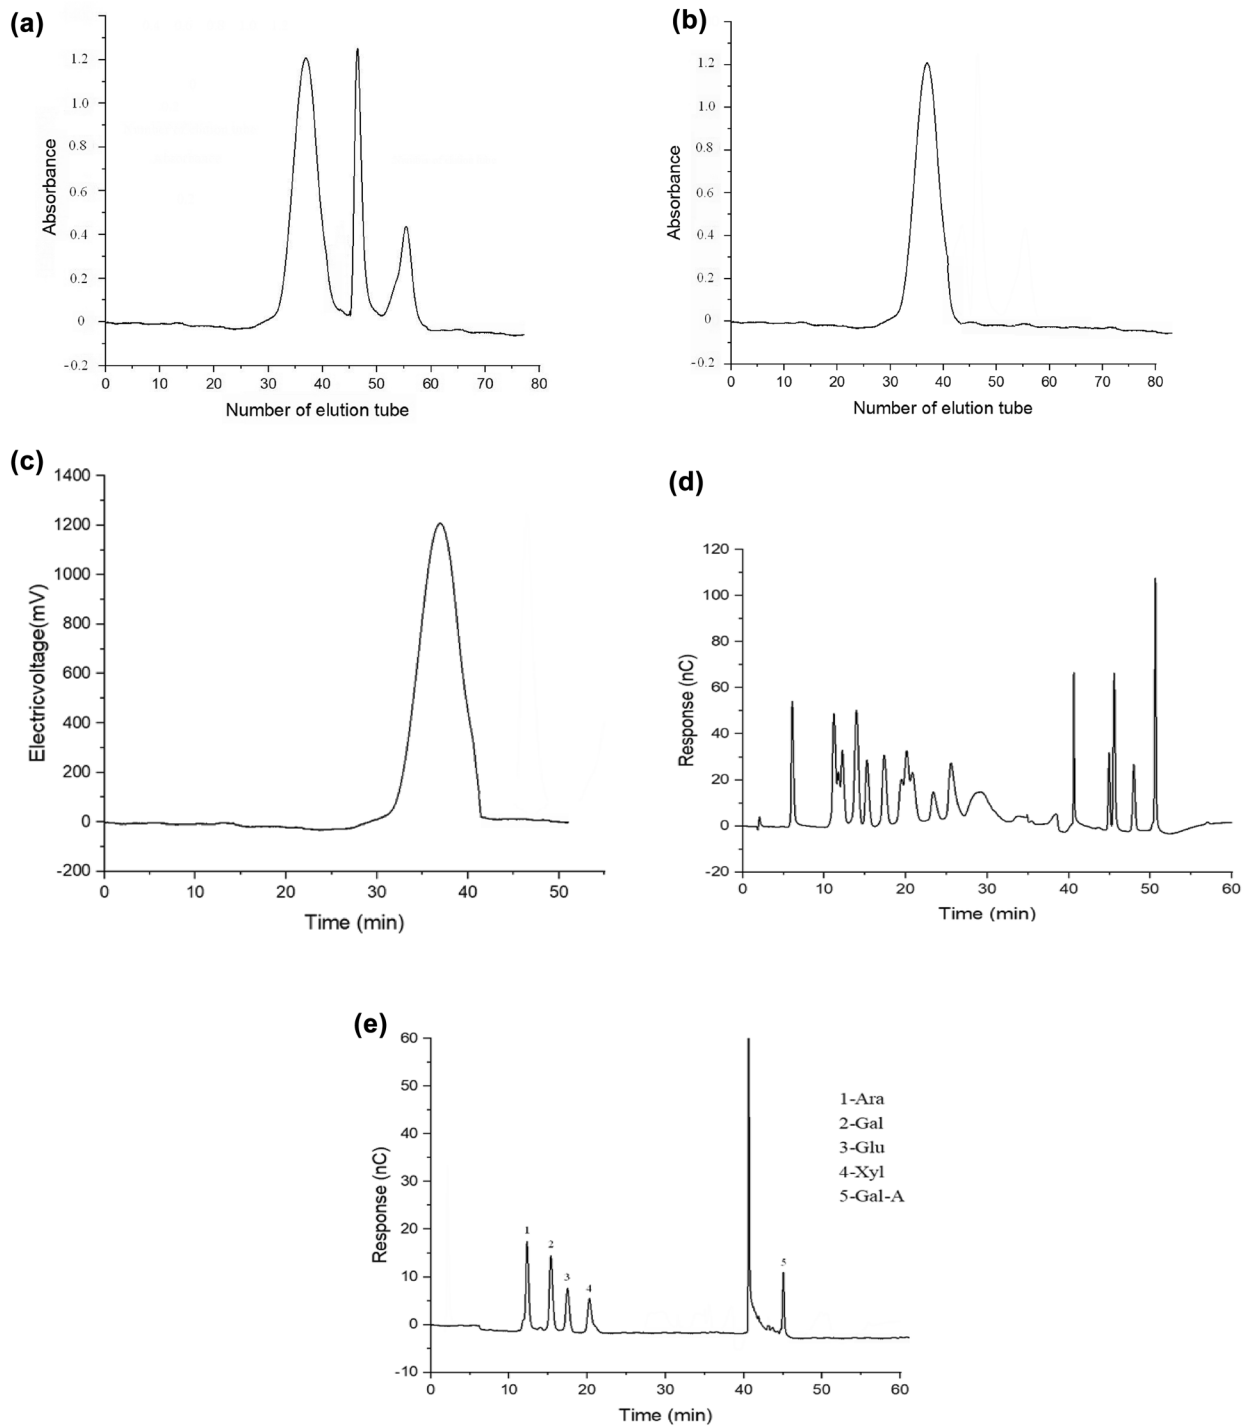 (a)
1.2
1.0
0.8
0.6
0.4
0.2
0
-0.2
Absorbance
0 10 20 30 40 50 60 70 80
Number of elution tube
(b)
1.2
1.0
0.8
0.6
0.4
0.2
0
-0.2
Absorbance
0 10 20 30 40 50 60 70 80
Number of elution tube
(c)
1400
1200
1000
800
600
400
200
0
-200
Electricvoltage(mV)
0 10 20 30 40 50
Time (min)
(d)
120
100
80
60
40
20
0
-20
Response (nC)
0 10 20 30 40 50 60
Time (min)
(e)
60
50
40
30
20
10
0
-10
Response (nC)
1 2 3 4 5
1-Ara
2-Gal
3-Glu
4-Xyl
5-Gal-A
0 10 20 30 40 50 60
Time (min)